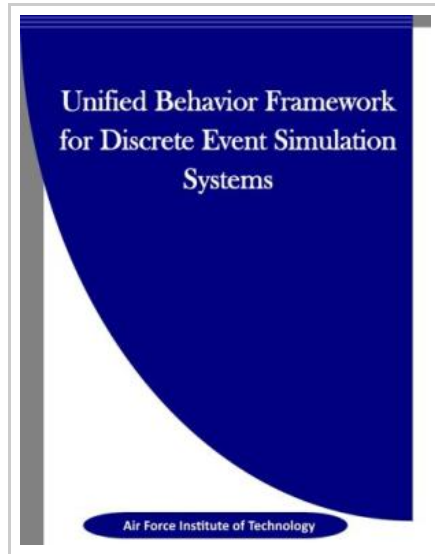 Unified Behavior Framework
for Discrete Event Simulation
Systems
Air Force Institute of Technology